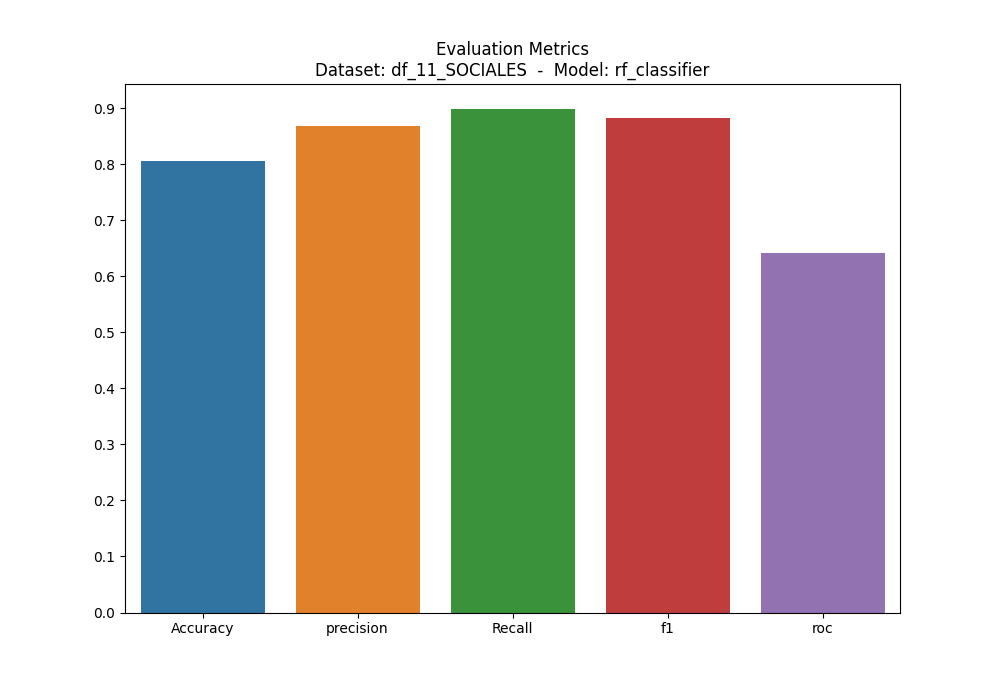 Evaluation Metrics
Dataset: df_11_SOCIALES  -  Model: rf_classifier
0.9
0.8
0.7
0.6
0.5
0.4
0.3
0.2
0.1
0.0
Accuracy
precision
Recall
f1
roc